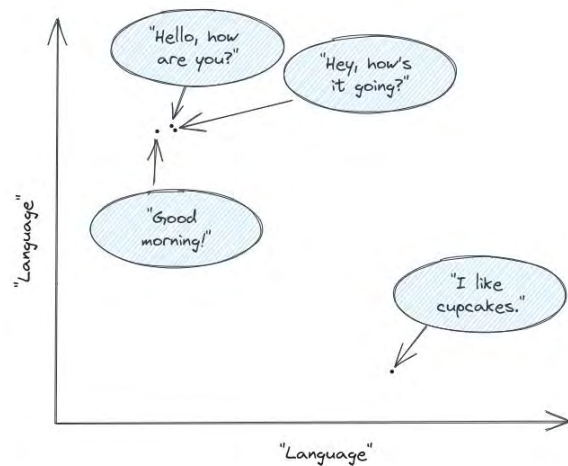 "Hello, how
are you?"
"Hey, how's
it going?"
"Good
morning!"
"Language"
"I like
cupcakes."
"Language"